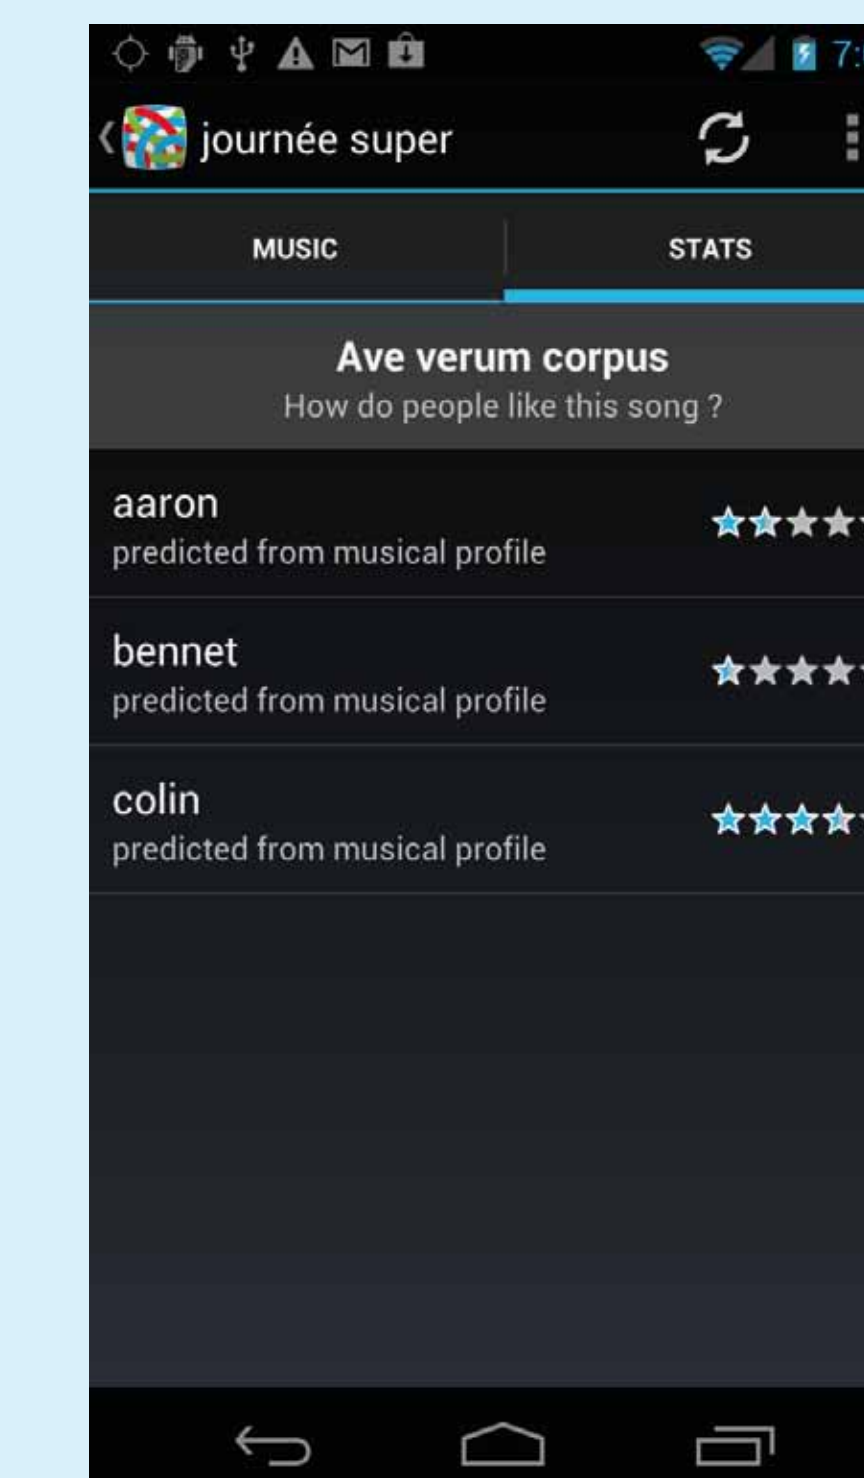 journée super
MUSIC
STATS
Ave verum corpus
How do people like this song ?
aaron
predicted from musical profile
bennet
predicted from musical profile
colin
predicted from musical profile